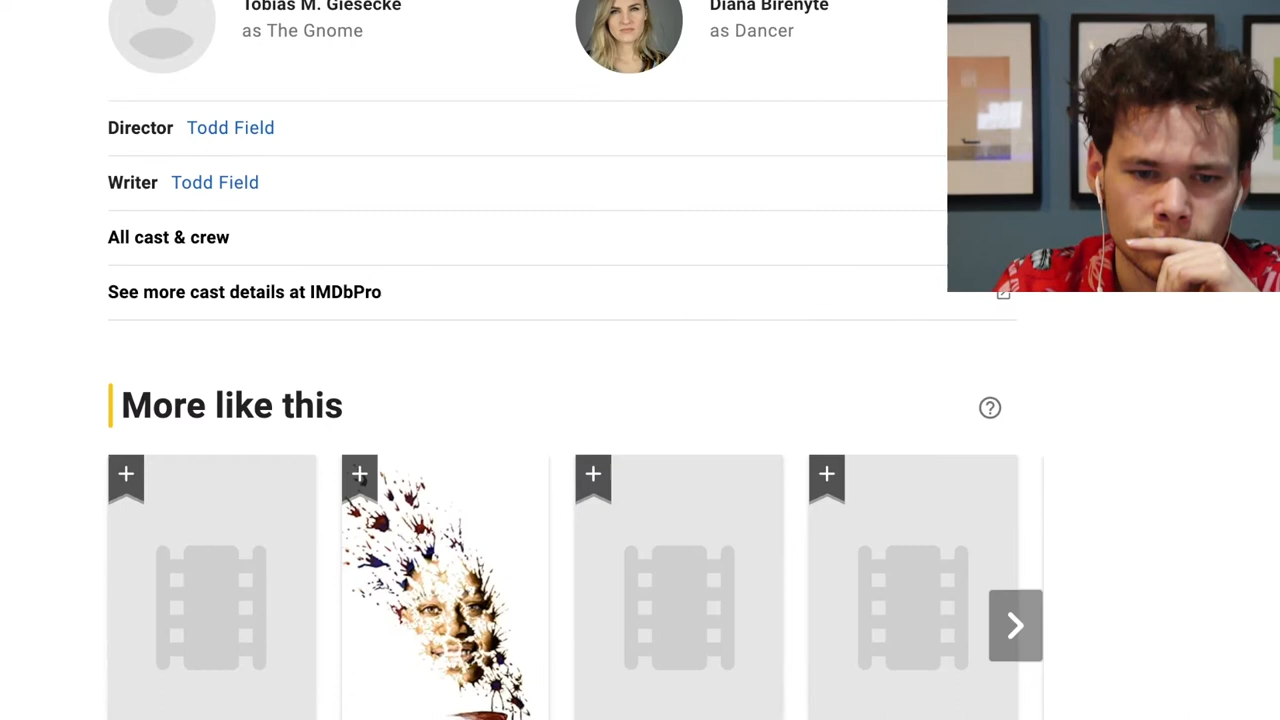 Tobias M. Giesecke
as The Gnome
Diana Birenyte
as Dancer
Director Todd Field
Writer Todd Field
All cast & crew
See more cast details at IMDbPro
More like this